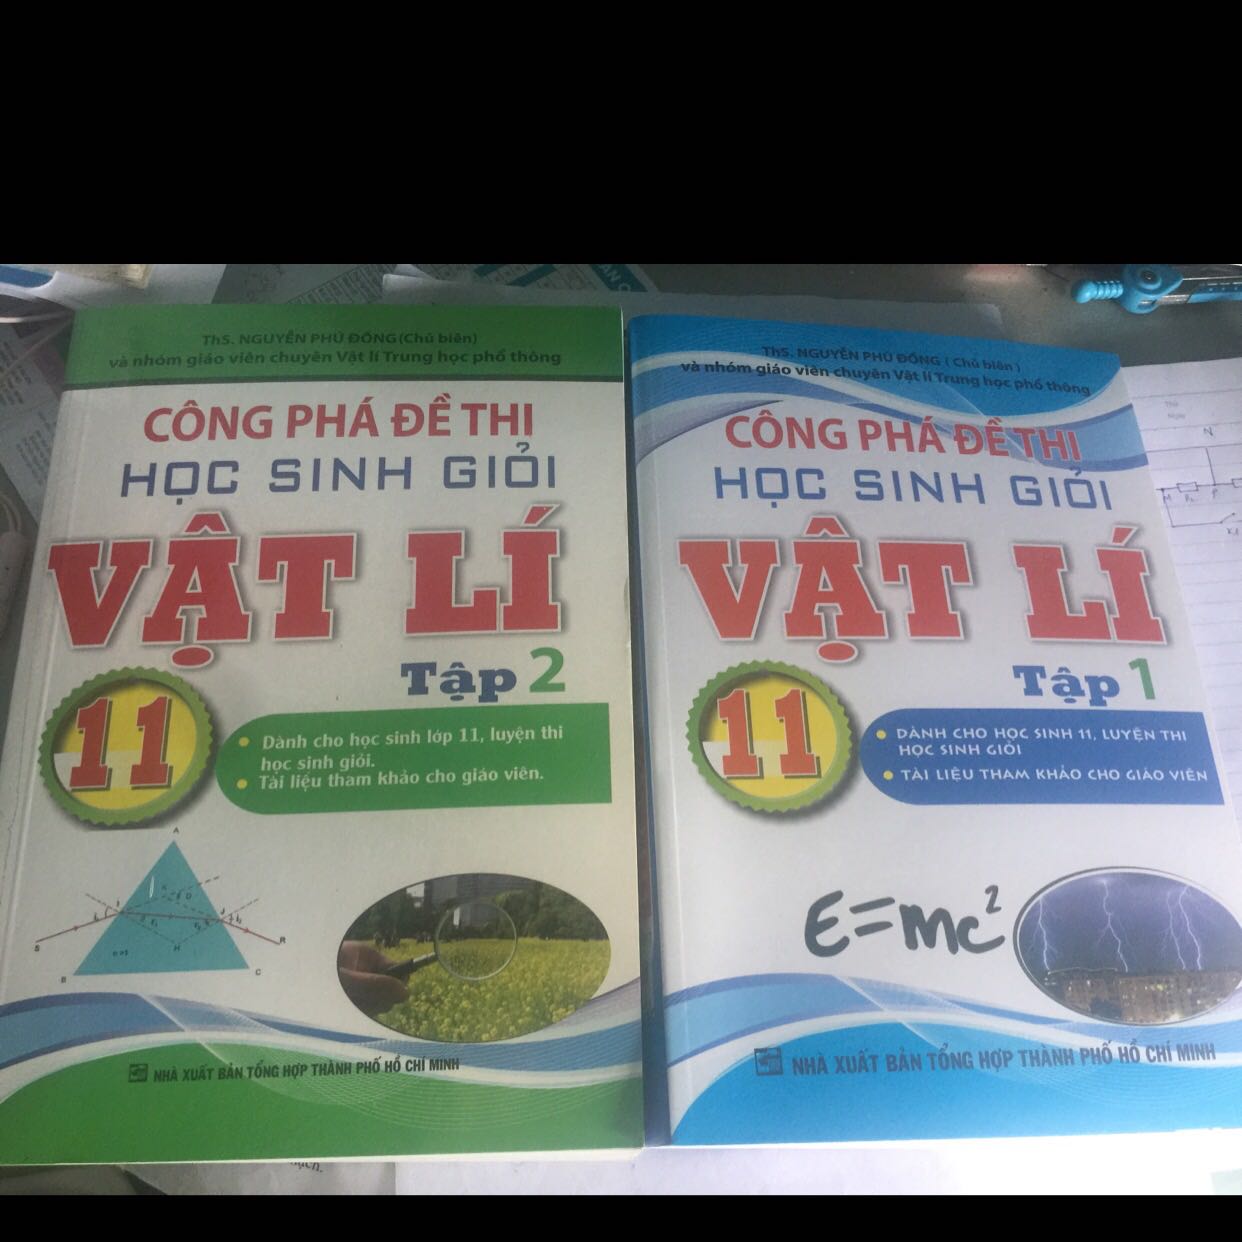 ThS. NGUYỄN PHÚ ĐỒNG (Chủ biên)
và nhóm giáo viên chuyên Vật lí Trung học phổ thông
CÔNG PHÁ ĐỀ THI
HỌC SINH GIỎI
VẬT LÍ
Tập 2
11
• Dành cho học sinh lớp 11, luyện thi
học sinh giỏi.
• Tài liệu tham khảo cho giáo viên.
A
S
R
H
n>1
B
C
NHÀ XUẤT BẢN TỔNG HỢP THÀNH PHỐ HỒ CHÍ MINH
ThS. NGUYỄN PHÚ ĐỒNG ( Chủ biên )
và nhóm giáo viên chuyên Vật lí Trung học phổ thông
CÔNG PHÁ ĐỀ THI
HỌC SINH GIỎI
VẬT LÍ
Tập 1
11
• DÀNH CHO HỌC SINH 11, LUYỆN THI
HỌC SINH GIỎI
• TÀI LIỆU THAM KHẢO CHO GIÁO VIÊN
E=mc²
NHÀ XUẤT BẢN TỔNG HỢP THÀNH PHỐ HỒ CHÍ MINH
Thứ
Ngày
N
M